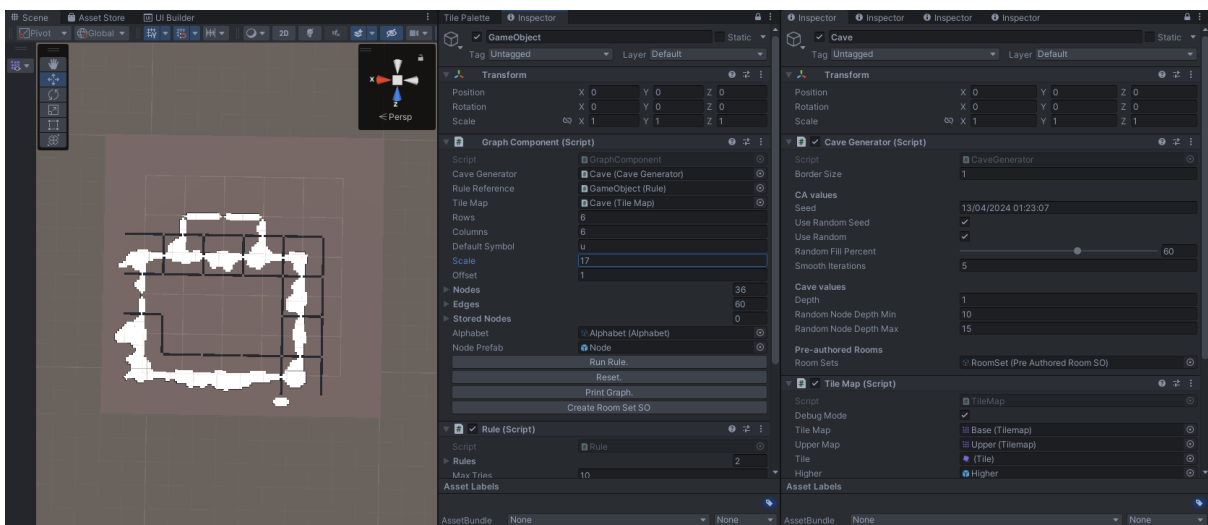 Scene Asset Store UI Builder
Pivot Global 2D
x
z
Persp
Tile Palette Inspector
GameObject Static
Tag Untagged Layer Default
Transform
Position X 0 Y 0 Z 0
Rotation X 0 Y 0 Z 0
Scale X 1 Y 1 Z 1
Graph Component (Script)
Script GraphComponent
Cave Generator Cave (Cave Generator)
Rule Reference GameObject (Rule)
Tile Map Cave (Tile Map)
Rows 6
Columns 6
Default Symbol u
Scale 17
Offset 1
Nodes 36
Edges 60
Stored Nodes 0
Alphabet Alphabet (Alphabet)
Node Prefab Node
Run Rule.
Reset.
Print Graph.
Create Room Set SO
Rule (Script)
Script Rule
Rules 2
Max Tries 10
Asset Labels
AssetBundle None None
Inspector Inspector Inspector Inspector
Cave Static
Tag Untagged Layer Default
Transform
Position X 0 Y 0 Z 0
Rotation X 0 Y 0 Z 0
Scale X 1 Y 1 Z 1
Cave Generator (Script)
Script CaveGenerator
Border Size 1
CA values
Seed 13/04/2024 01:23:07
Use Random Seed
Use Random
Random Fill Percent 60
Smooth Iterations 5
Cave values
Depth 1
Random Node Depth Min 10
Random Node Depth Max 15
Pre-authored Rooms
Room Sets RoomSet (Pre Authored Room SO)
Tile Map (Script)
Script TileMap
Debug Mode
Tile Map Base (Tilemap)
Upper Map Upper (Tilemap)
Tile (Tile)
Higher Higher
Asset Labels
AssetBundle None None